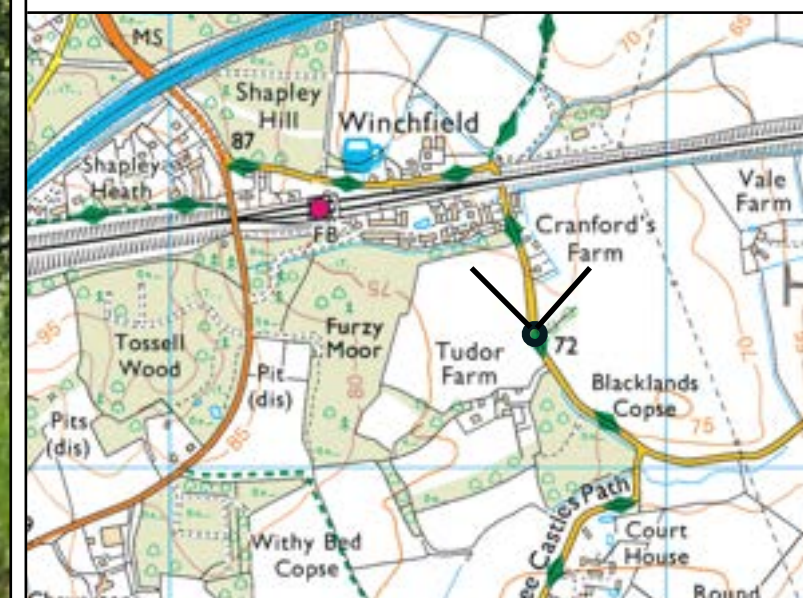 MS
70
65
Shapley
Hill
87
Winchfield
Shapley
Heath
Vale
Farm
FB
Cranford's
Farm
75
95
Furzy
Moor
Tossell
Wood
72
70
Tudor
Farm
80
Pit
(dis)
Blacklands
Copse
Pits
(dis)
75
85
ee Castles Path
Withy Bed
Copse
Court
House
Round